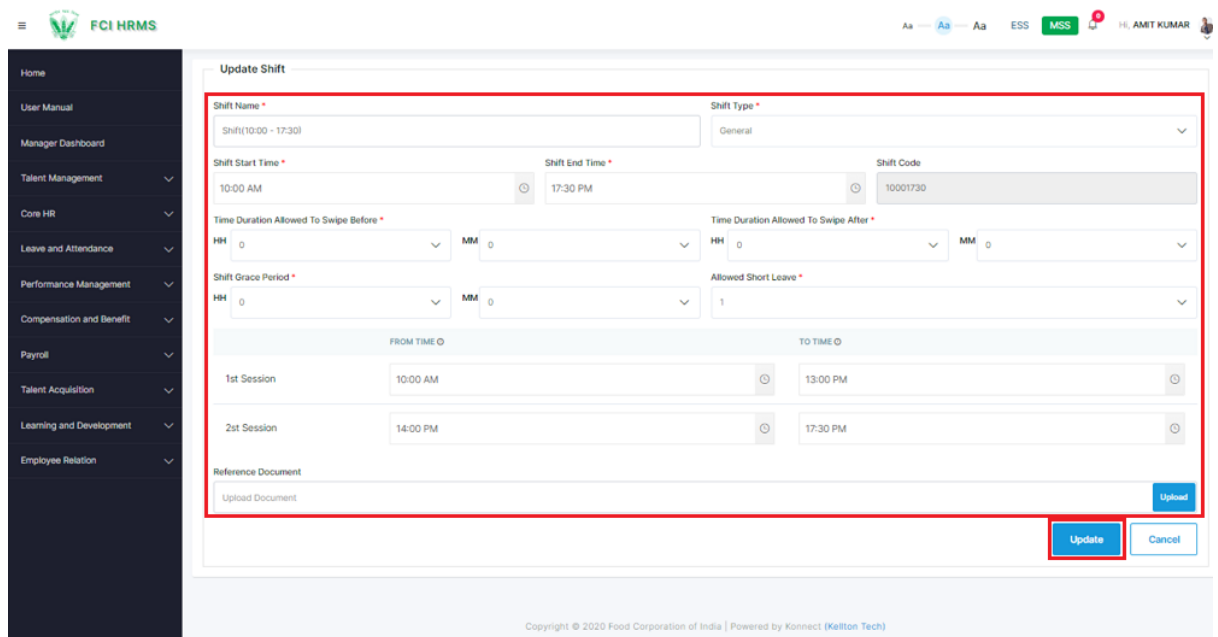 FCI HRMS
Aa Aa Aa ESS MSS 0 Hi, AMIT KUMAR
Home
User Manual
Manager Dashboard
Talent Management
Core HR
Leave and Attendance
Performance Management
Compensation and Benefit
Payroll
Talent Acquisition
Learning and Development
Employee Relation
Update Shift
Shift Name * Shift Type *
Shift(10:00 - 17:30) General
Shift Start Time * Shift End Time * Shift Code
10:00 AM 17:30 PM 10001730
Time Duration Allowed To Swipe Before * Time Duration Allowed To Swipe After *
HH 0 MM 0 HH 0 MM 0
Shift Grace Period * Allowed Short Leave *
HH 0 MM 0 1
FROM TIME TO TIME
1st Session 10:00 AM 13:00 PM
2st Session 14:00 PM 17:30 PM
Reference Document
Upload Document Upload
Update Cancel
Copyright © 2020 Food Corporation of India | Powered by Konnect (Kellton Tech)